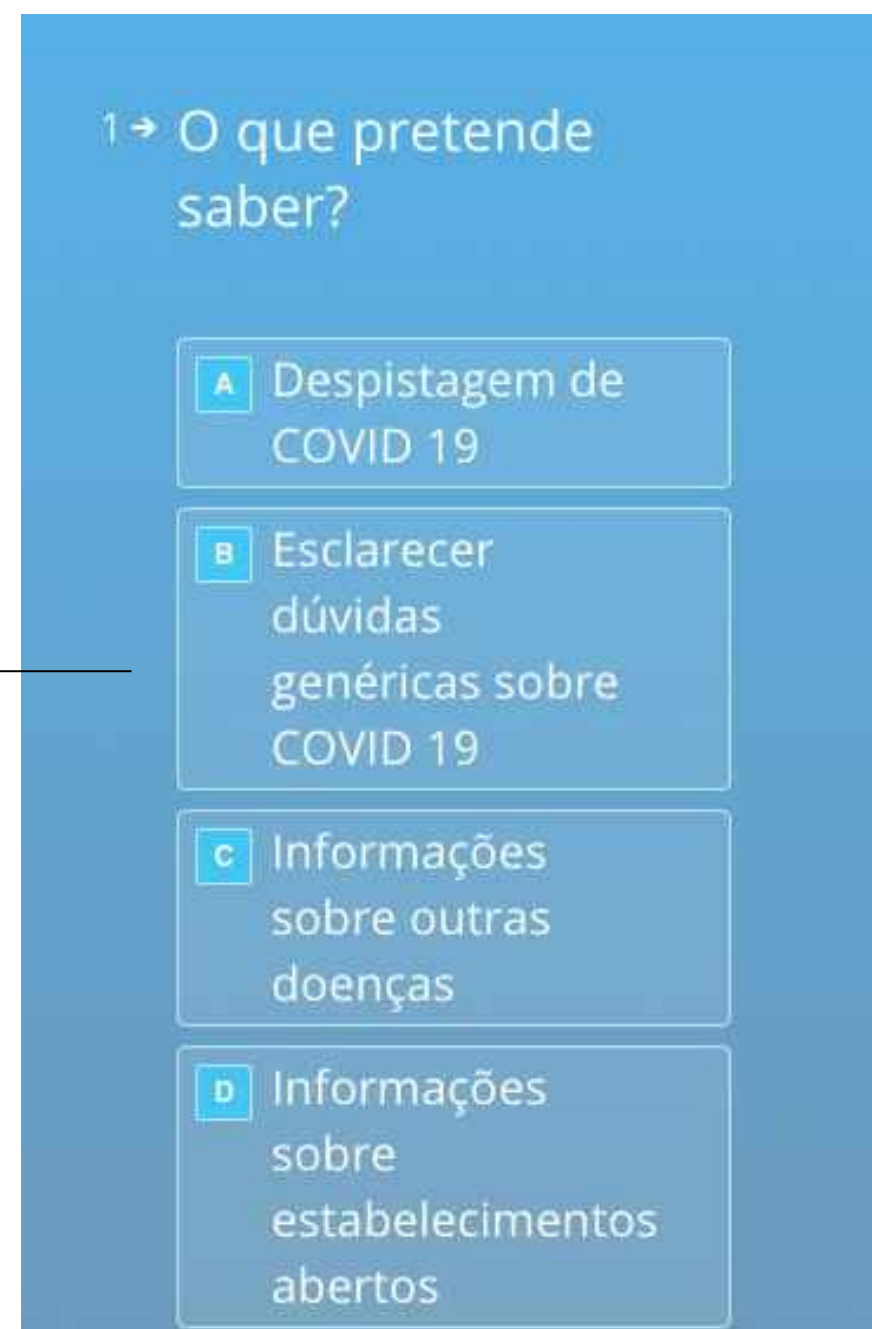 1 → O que pretende
saber?
A Despistagem de
COVID 19
B Esclarecer
dúvidas
genéricas sobre
COVID 19
C Informações
sobre outras
doenças
D Informações
sobre
estabelecimentos
abertos